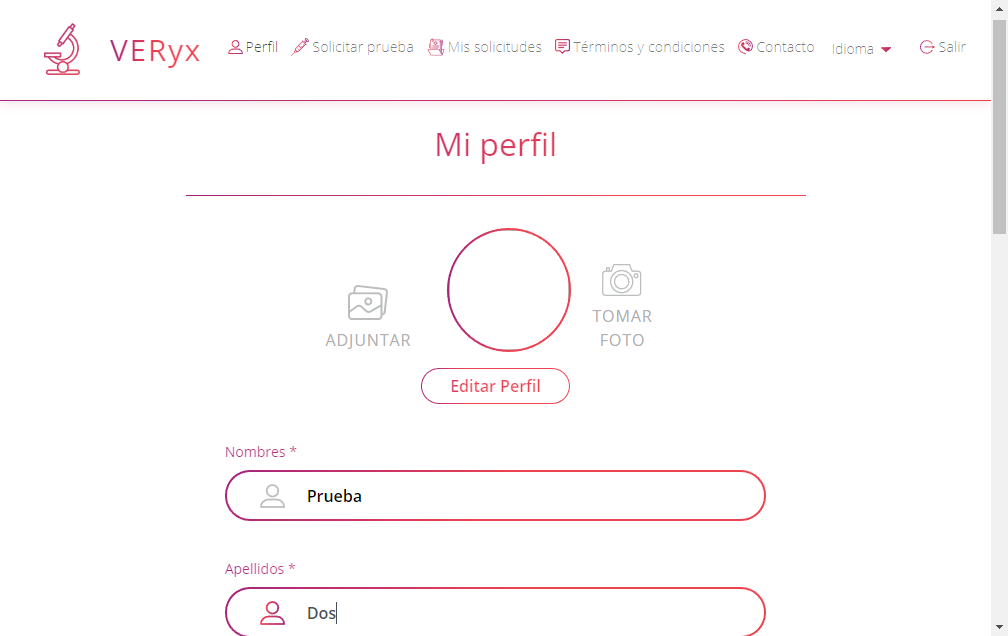 VERyx
Perfil Solicitar prueba Mis solicitudes Términos y condiciones Contacto Idioma Salir
Mi perfil
ADJUNTAR
TOMAR
FOTO
Editar Perfil
Nombres *
Prueba
Apellidos *
Dos